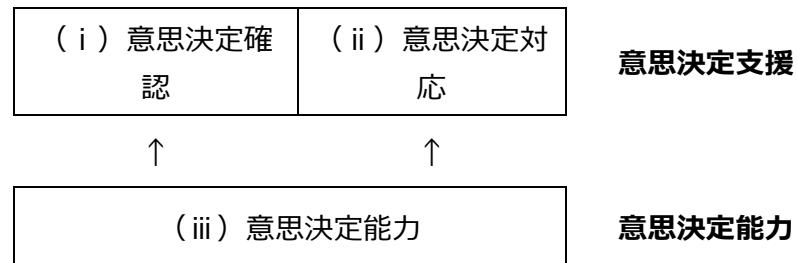 （ⅰ）意思決定確
認
（ⅱ）意思決定対
応
意思決定支援
↑ ↑
（ⅲ）意思決定能力
意思決定能力